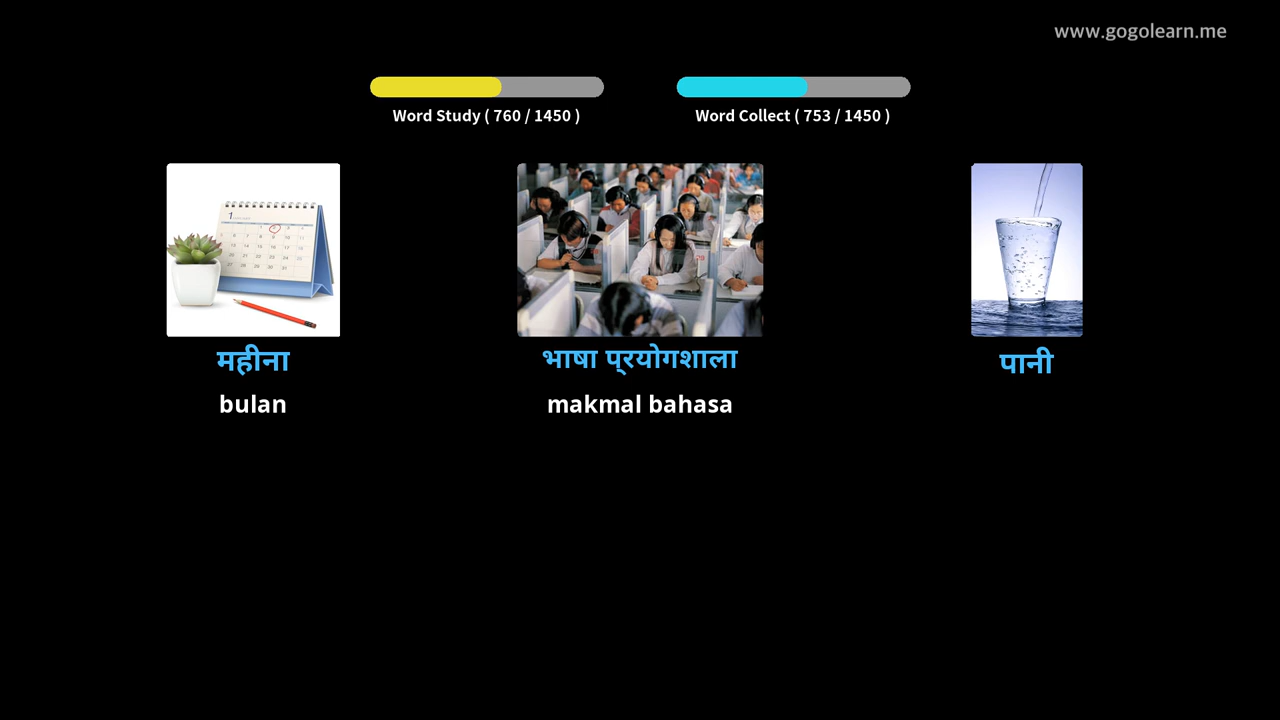 www.gogolearn.me
Word Study ( 760 / 1450 )
Word Collect ( 753 / 1450 )
महीना
भाषा प्रयोगशाला
पानी
bulan
makmal bahasa